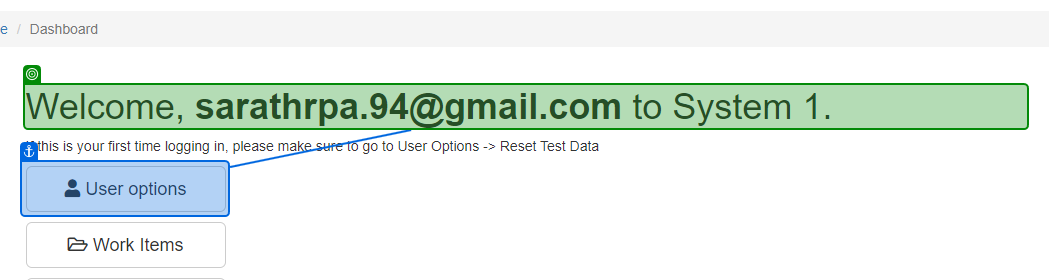 e / Dashboard
Welcome, sarathrpa.94@gmail.com to System 1.
this is your first time logging in, please make sure to go to User Options -> Reset Test Data
User options
Work Items